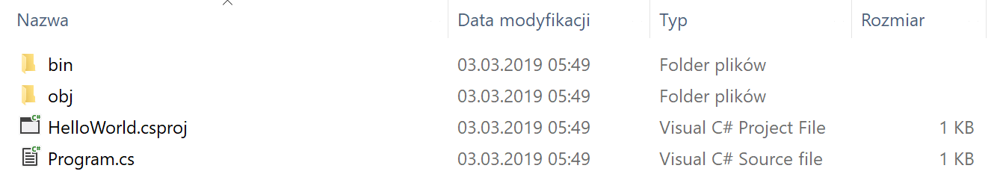 Nazwa Data modyfikacji Typ Rozmiar
bin 03.03.2019 05:49 Folder plików
obj 03.03.2019 05:49 Folder plików
C# HelloWorld.csproj 03.03.2019 05:49 Visual C# Project File 1 KB
C# Program.cs 03.03.2019 05:49 Visual C# Source file 1 KB